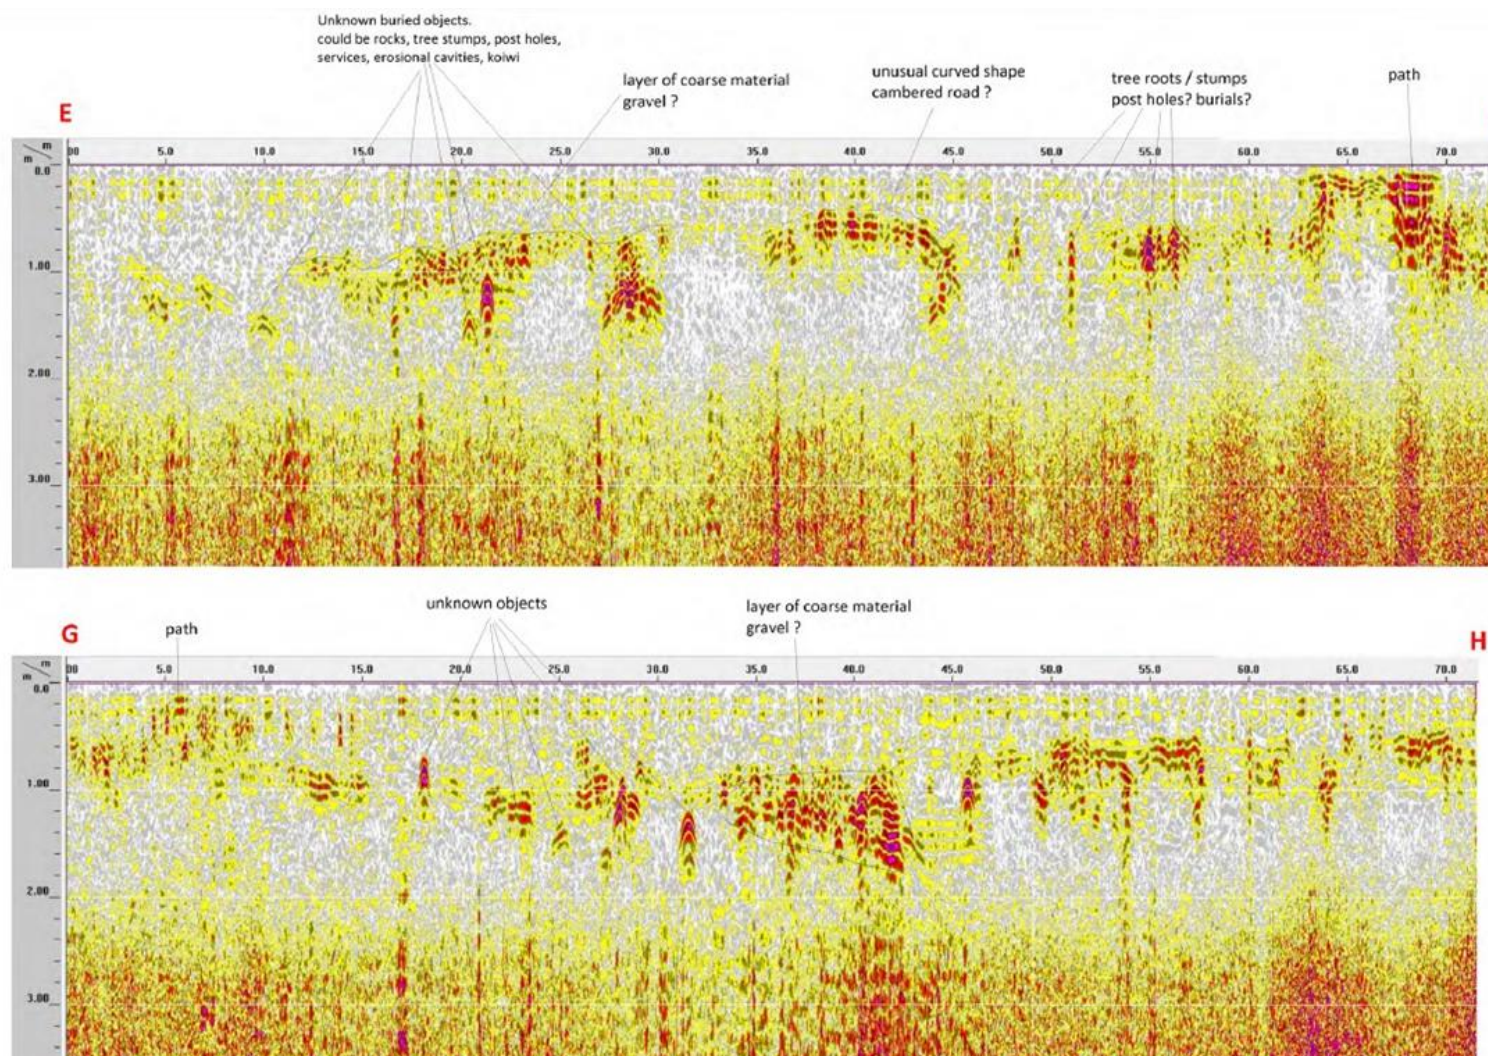 Unknown buried objects.
could be rocks, tree stumps, post holes,
services, erosional cavities, koiwi
layer of coarse material
gravel ?
unusual curved shape
cambered road ?
tree roots / stumps
post holes? burials?
path
E
m/m
00 5.0 10.0 15.0 20.0 25.0 30.0 35.0 40.0 45.0 50.0 55.0 60.0 65.0 70.0
0.0
1.00
2.00
3.00
unknown objects
layer of coarse material
gravel ?
path
G
H
m/m
00 5.0 10.0 15.0 20.0 25.0 30.0 35.0 40.0 45.0 50.0 55.0 60.0 65.0 70.0
0.0
1.00
2.00
3.00